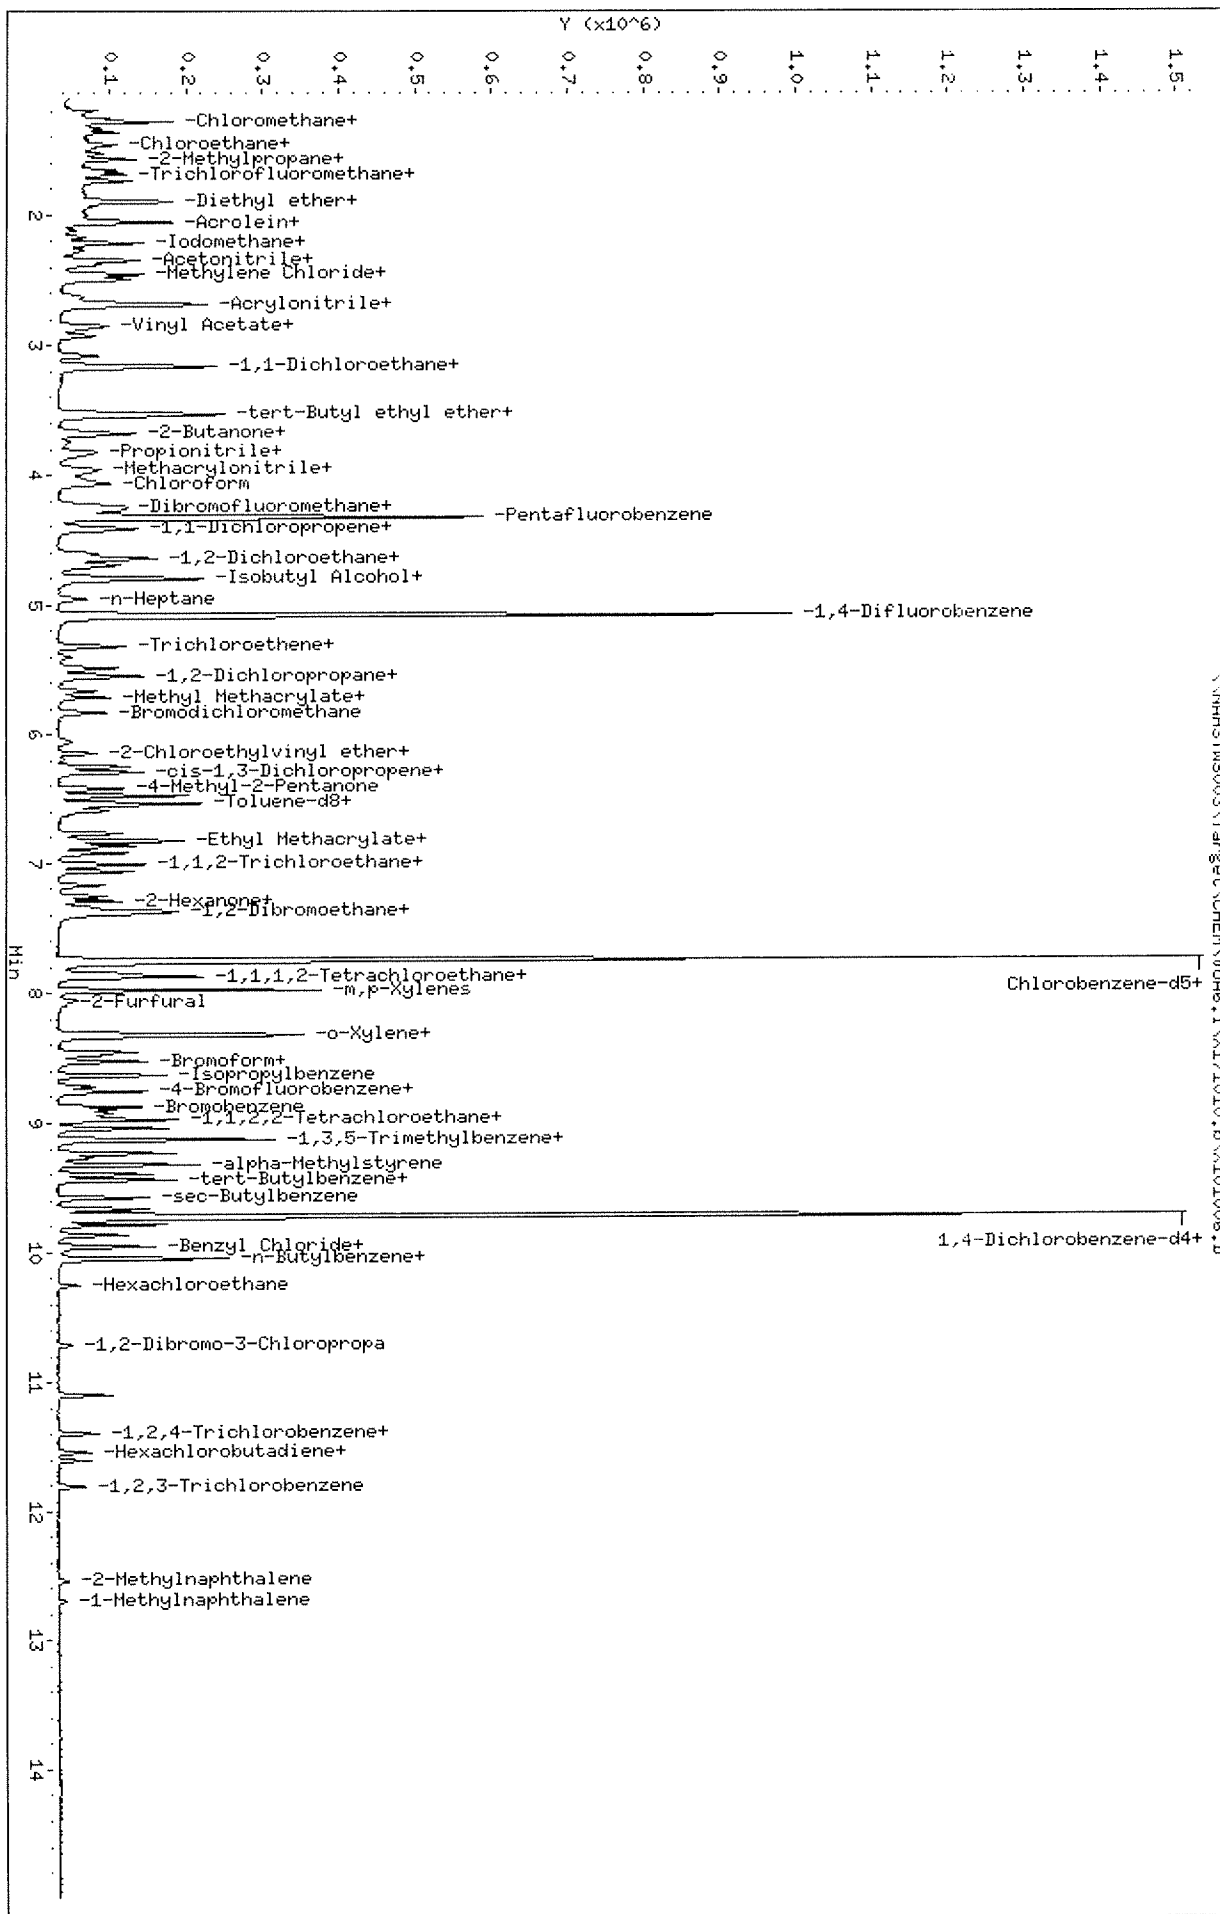 Y (x10^6)
0.1
0.2
0.3
0.4
0.5
0.6
0.7
0.8
0.9
1.0
1.1
1.2
1.3
1.4
1.5
-Chloromethane+
-Chloroethane+
-2-Methylpropane+
-Trichlorofluoromethane+
-Diethyl ether+
2
-Acrolein+
-Iodomethane+
-Acetonitrile+
-Methylene Chloride+
-Acrylonitrile+
-Vinyl Acetate+
3
-1,1-Dichloroethane+
-tert-Butyl ethyl ether+
-2-Butanone+
-Propionitrile+
-Methacrylonitrile+
4
-Chloroform
-Dibromofluoromethane+
-Pentafluorobenzene
-1,1-Dichloropropene+
-1,2-Dichloroethane+
-Isobutyl Alcohol+
-n-Heptane
5
-1,4-Difluorobenzene
-Trichloroethene+
-1,2-Dichloropropane+
-Methyl Methacrylate+
-Bromodichloromethane
6
-2-Chloroethylvinyl ether+
-cis-1,3-Dichloropropene+
-4-Methyl-2-Pentanone
-Toluene-d8+
-Ethyl Methacrylate+
7
-1,1,2-Trichloroethane+
-2-Hexanone+
-1,2-Dibromoethane+
Min
-1,1,1,2-Tetrachloroethane+
Chlorobenzene-d5+
-m,p-Xylenes
8
-2-Furfural
-o-Xylene+
-Bromoform+
-Isopropylbenzene
-4-Bromofluorobenzene+
-Bromobenzene
-1,1,2,2-Tetrachloroethane+
9
-1,3,5-Trimethylbenzene+
-alpha-Methylstyrene
-tert-Butylbenzene+
-sec-Butylbenzene
1,4-Dichlorobenzene-d4+
-Benzyl Chloride+
10
-n-Butylbenzene+
-Hexachloroethane
-1,2-Dibromo-3-Chloropropa
11
-1,2,4-Trichlorobenzene+
-Hexachlorobutadiene+
-1,2,3-Trichlorobenzene
12
-2-Methylnaphthalene
-1-Methylnaphthalene
13
14